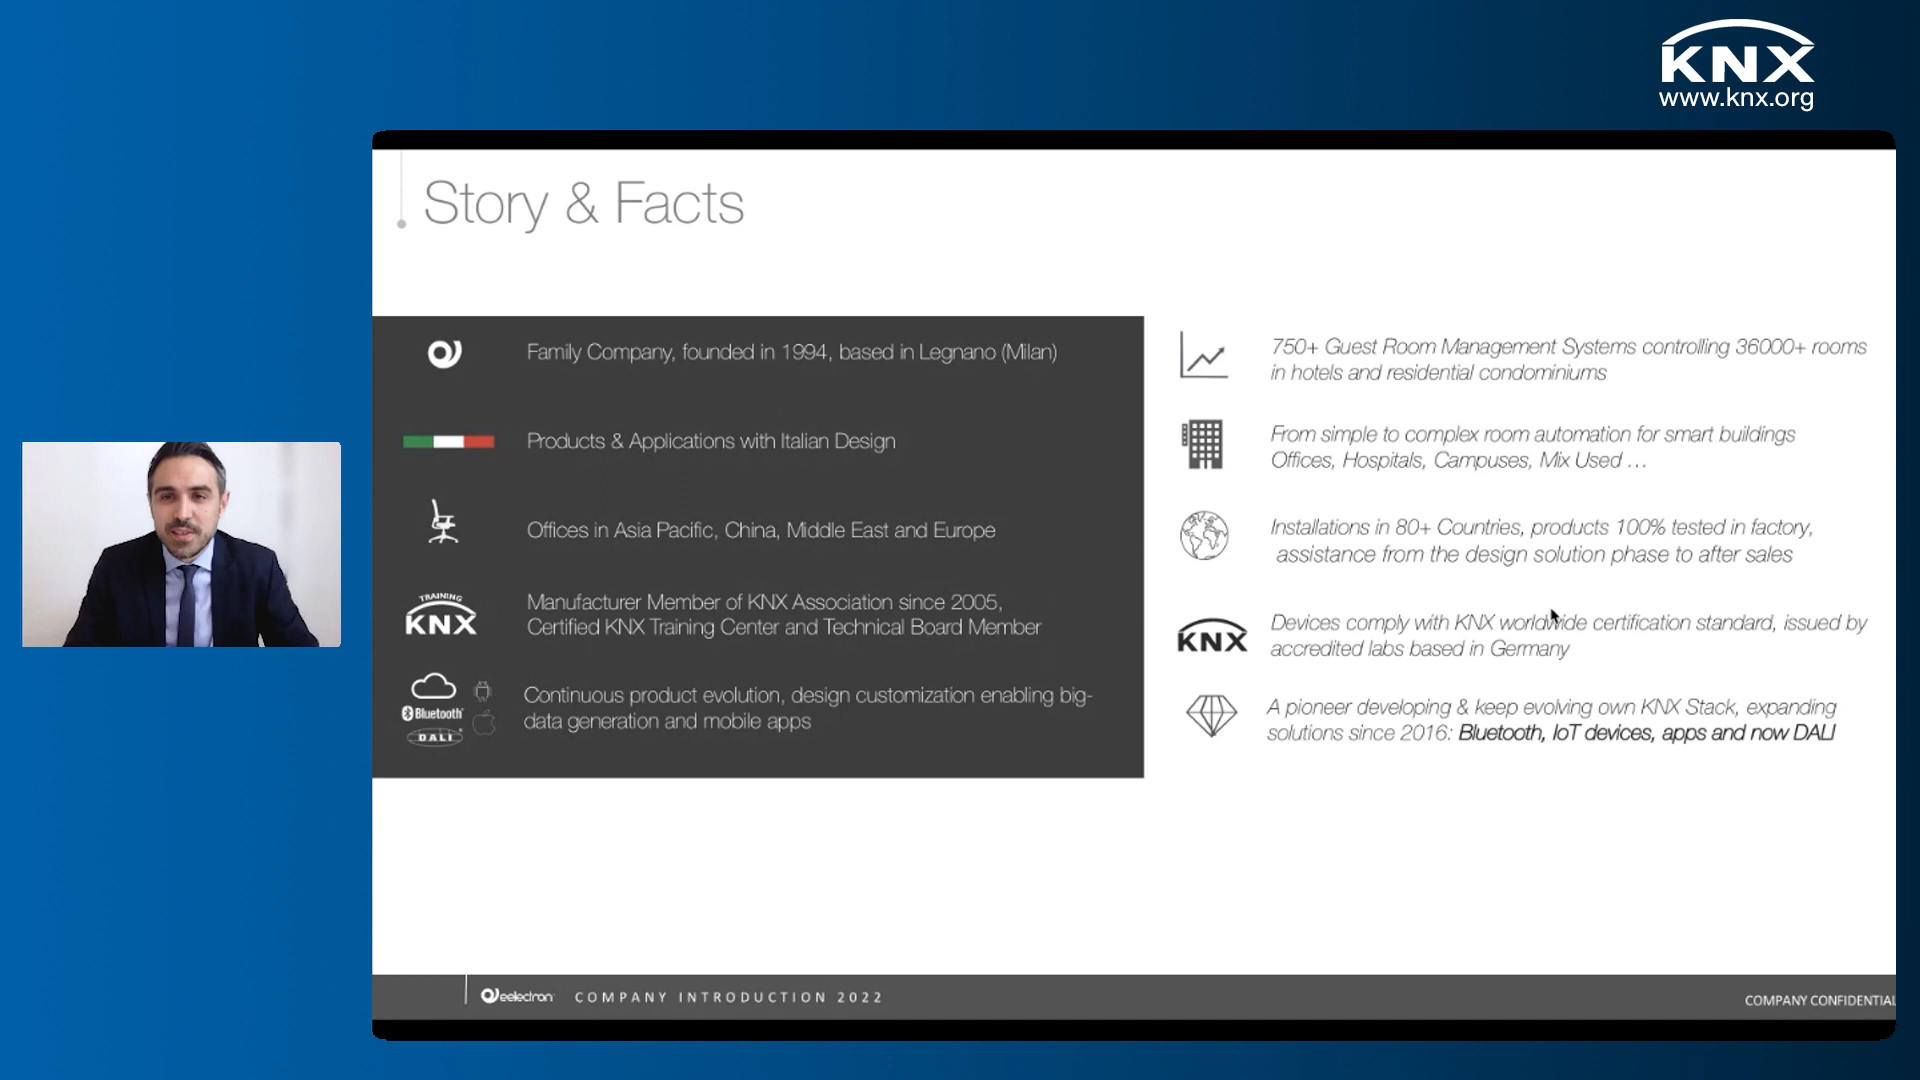 KNX
www.knx.org
Story & Facts
Family Company, founded in 1994, based in Legnano (Milan)
Products & Applications with Italian Design
Offices in Asia Pacific, China, Middle East and Europe
TRAINING
KNX
Manufacturer Member of KNX Association since 2005,
Certified KNX Training Center and Technical Board Member
Bluetooth
DALI
Continuous product evolution, design customization enabling big-
data generation and mobile apps
750+ Guest Room Management Systems controlling 36000+ rooms
in hotels and residential condominiums
From simple to complex room automation for smart buildings
Offices, Hospitals, Campuses, Mix Used ...
Installations in 80+ Countries, products 100% tested in factory,
assistance from the design solution phase to after sales
KNX
Devices comply with KNX worldwide certification standard, issued by
accredited labs based in Germany
A pioneer developing & keep evolving own KNX Stack, expanding
solutions since 2016: Bluetooth, IoT devices, apps and now DALI
eelectron COMPANY INTRODUCTION 2022
COMPANY CONFIDENTIAL